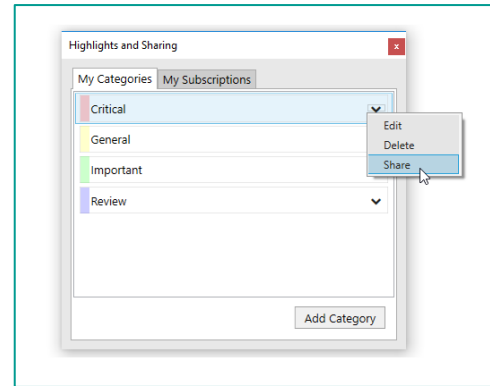 Highlights and Sharing
x
My Categories My Subscriptions
Critical
Edit
General
Delete
Important
Share
Review
Add Category